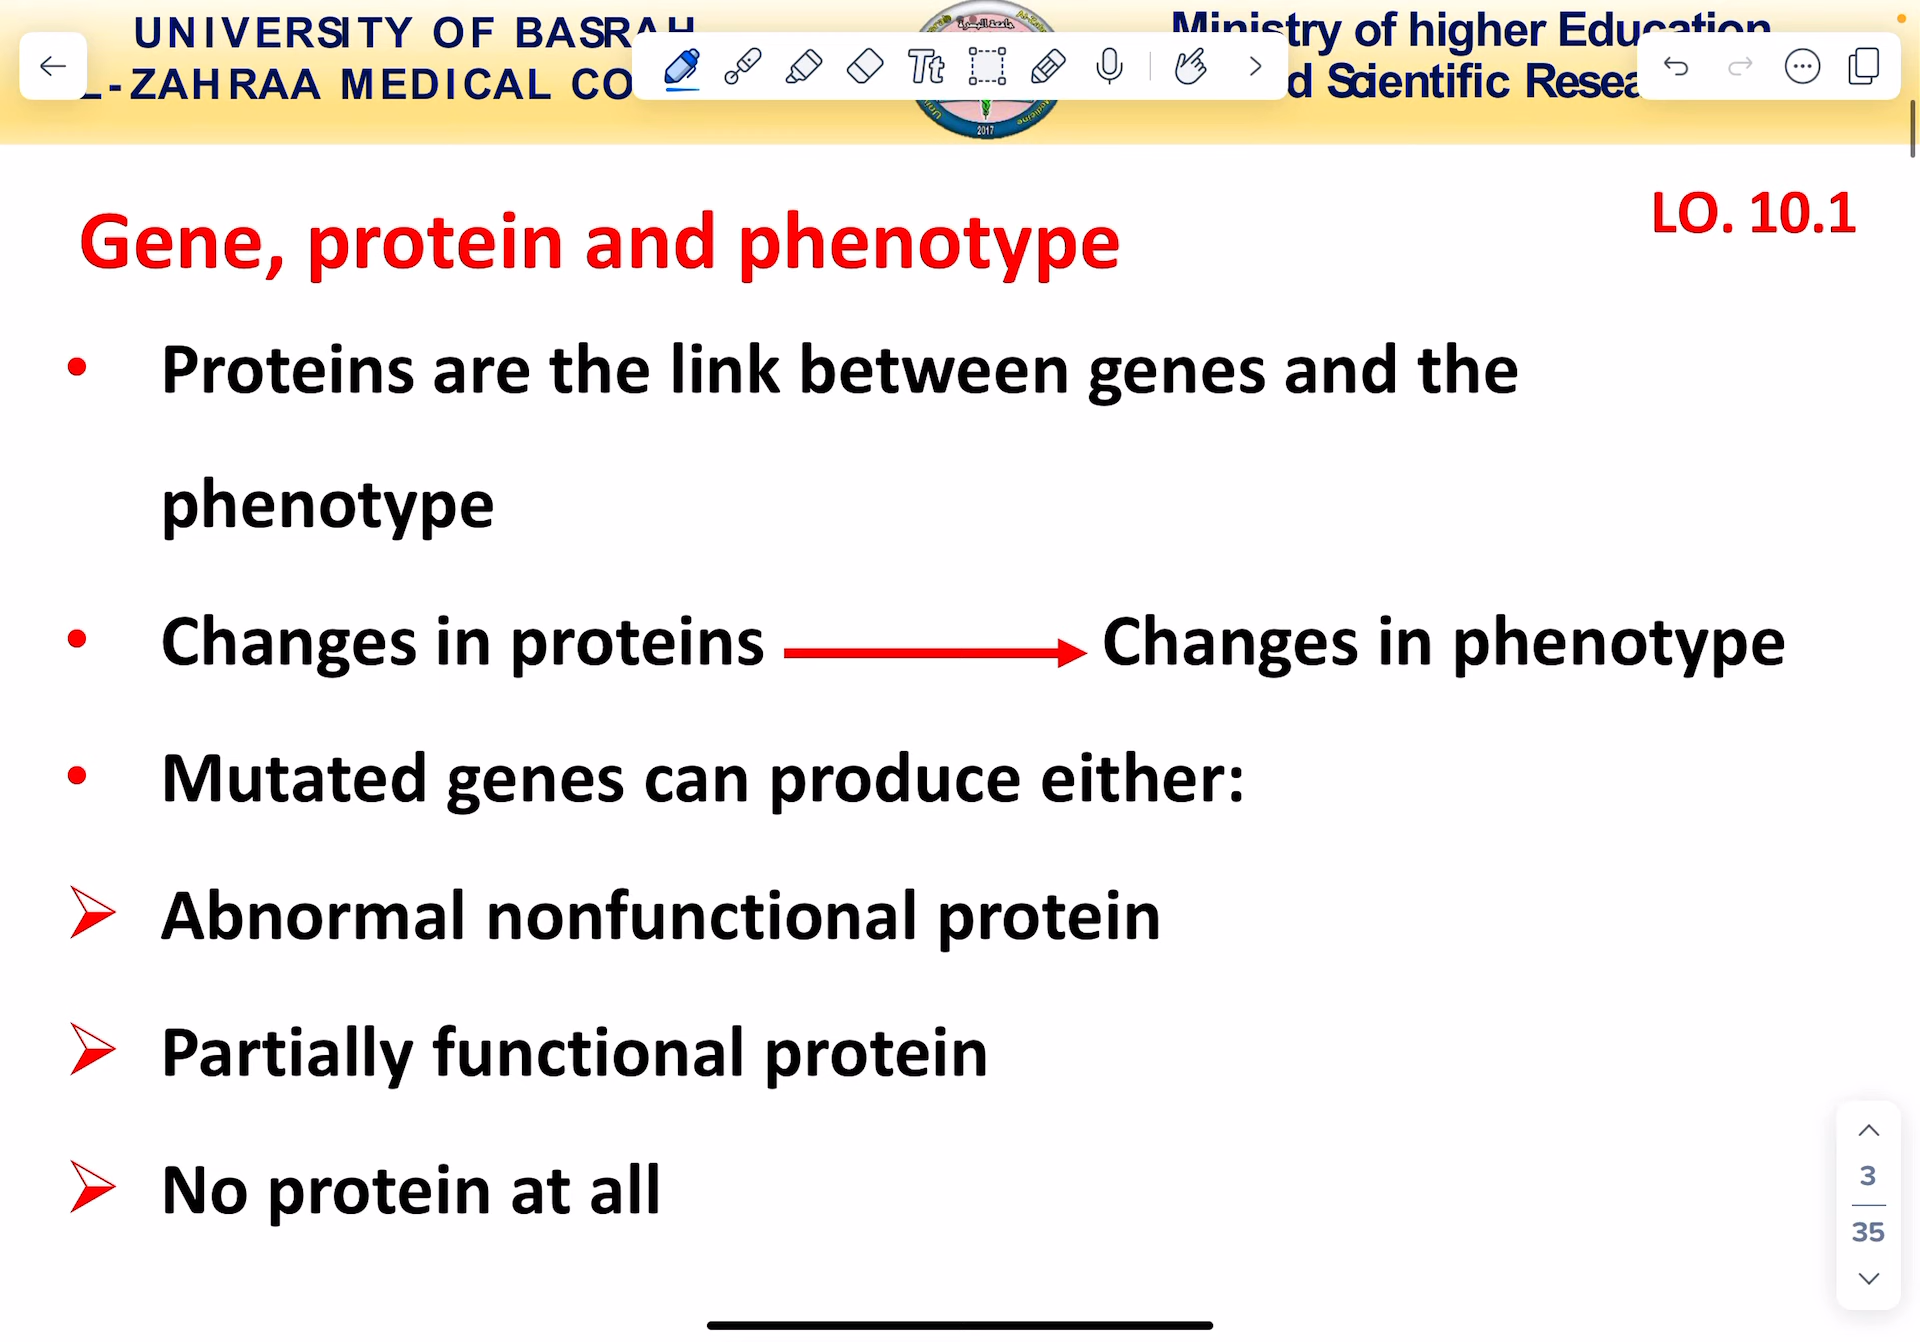 UNIVERSITY OF BASRAH
-ZAHRAA MEDICAL CO
Ministry of higher Education
d Scientific Resea
Tt
2017
LO. 10.1
Gene, protein and phenotype
• Proteins are the link between genes and the
phenotype
• Changes in proteins → Changes in phenotype
• Mutated genes can produce either:
➢ Abnormal nonfunctional protein
➢ Partially functional protein
➢ No protein at all
3
35